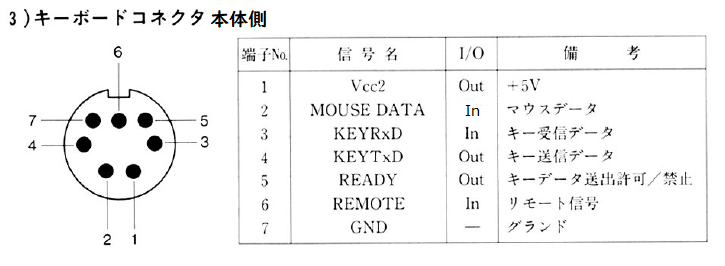 3)キーボードコネクタ 本体側
6
7
5
4
3
2 1
端子No. 信号名 I/O 備考
1 Vcc2 Out +5V
2 MOUSE DATA In マウスデータ
3 KEYRxD In キー受信データ
4 KEYTxD Out キー送信データ
5 READY Out キーデータ送出許可/禁止
6 REMOTE In リモート信号
7 GND — グランド